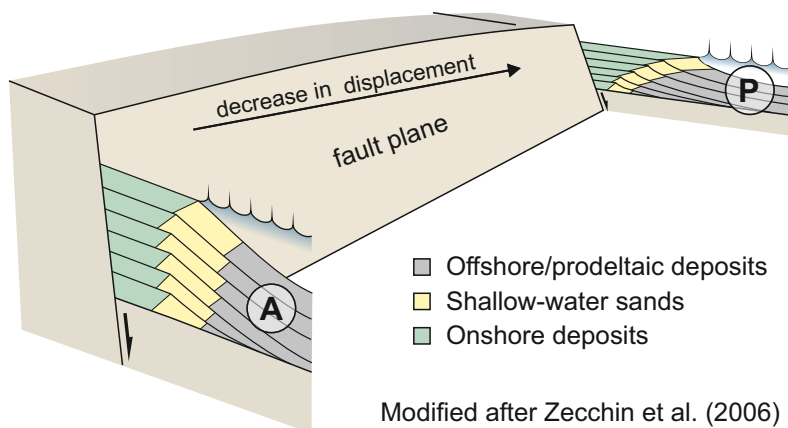 decrease in displacement
P
fault plane
A
Offshore/prodeltaic deposits
Shallow-water sands
Onshore deposits
Modified after Zecchin et al. (2006)